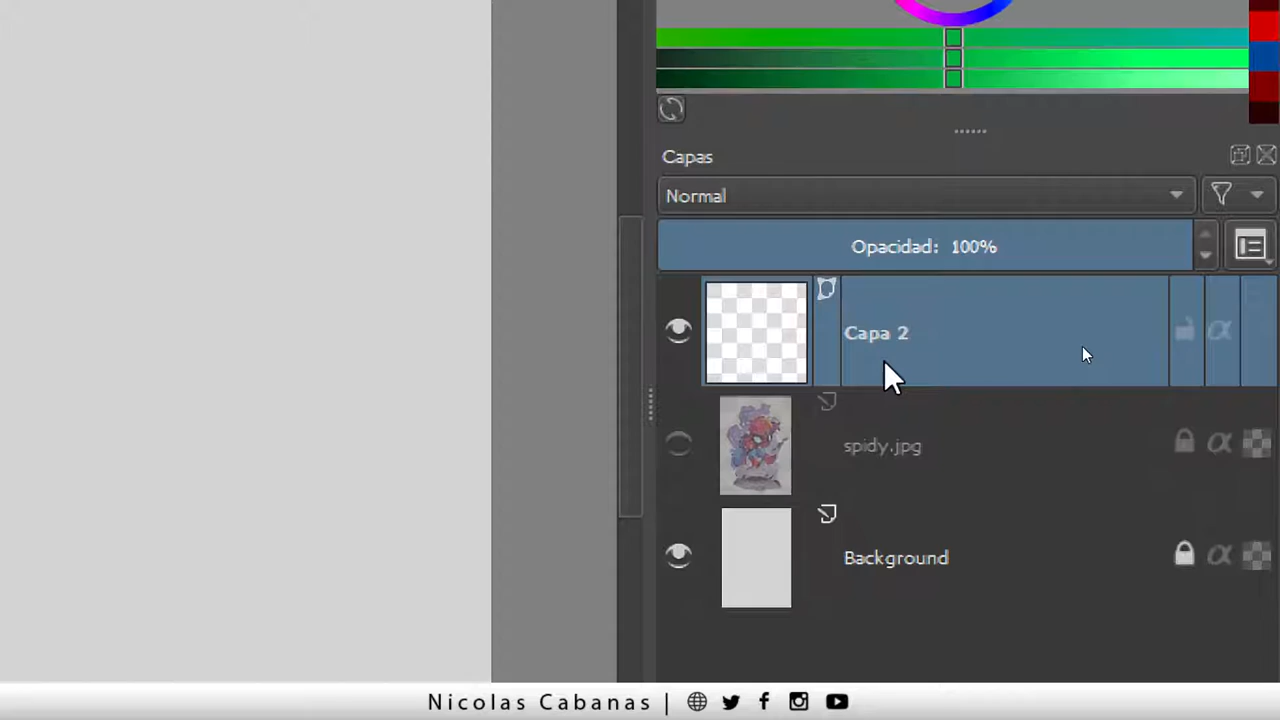 Capas
Normal
Opacidad: 100%
Capa 2
spidy.jpg
Background
Nicolas Cabanas |